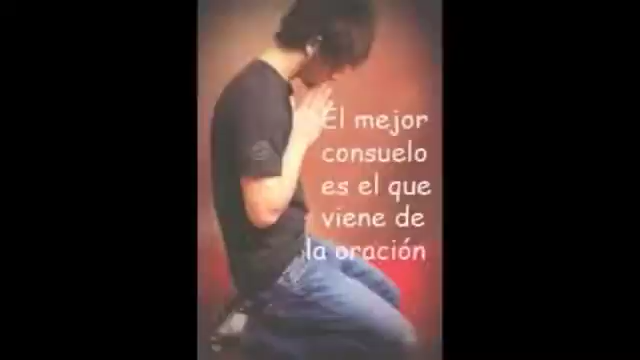 El mejor
consuelo
es el que
viene de
la oración